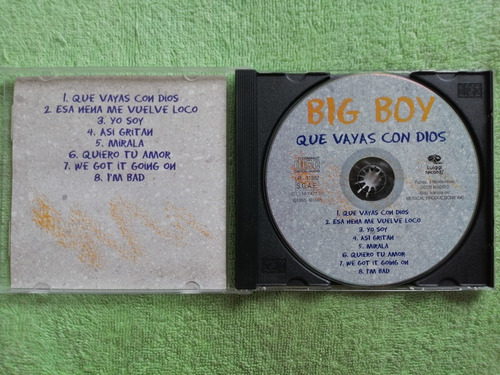 1. QUE VAYAS CON DIOS
2. ESA NENA ME VUELVE LOCO
3. YO SOY
4. ASI GRITAN
5. MIRALA
6. QUIERO TU AMOR
7. WE GOT IT GOING ON
8. I'M BAD
BIG BOY
QUE VAYAS CON DIOS
SGAE
1. QUE VAYAS CON DIOS
2. ESA NENA ME VUELVE LOCO
3. YO SOY
4. ASI GRITAN
5. MIRALA
6. QUIERO TU AMOR
7. WE GOT IT GOING ON
8. I'M BAD